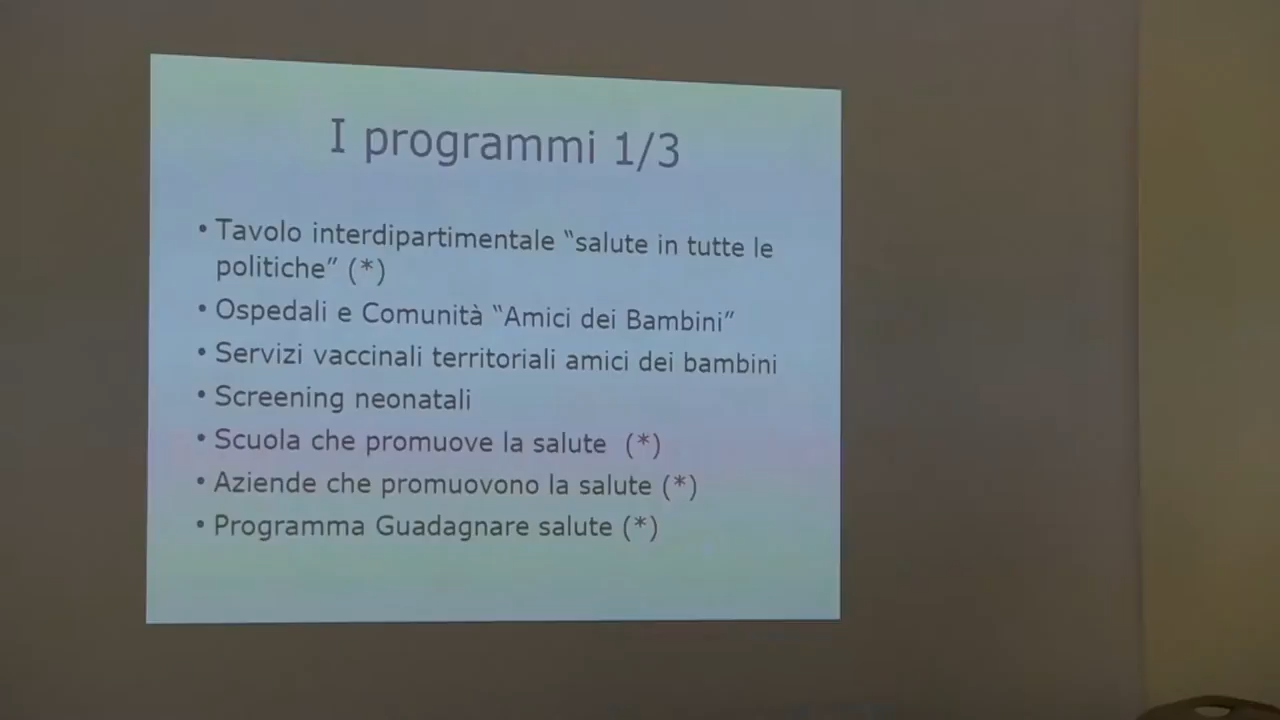 I programmi 1/3
• Tavolo interdipartimentale “salute in tutte le
politiche” (*)
• Ospedali e Comunità “Amici dei Bambini”
• Servizi vaccinali territoriali amici dei bambini
• Screening neonatali
• Scuola che promuove la salute (*)
• Aziende che promuovono la salute (*)
• Programma Guadagnare salute (*)